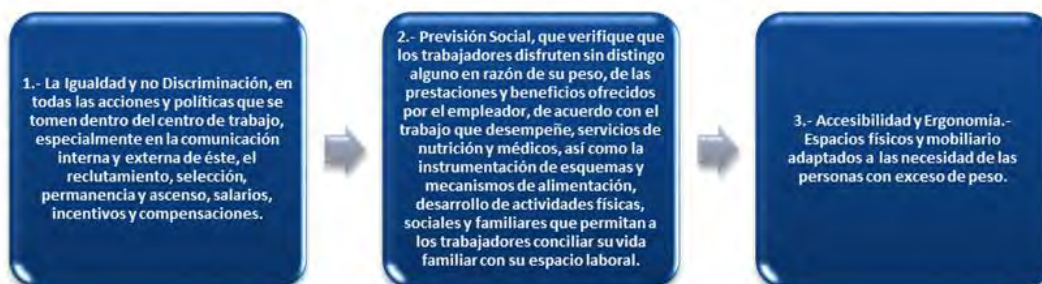 1.- La Igualdad y no Discriminación, en
todas las acciones y políticas que se
tomen dentro del centro de trabajo,
especialmente en la comunicación
interna y externa de éste, el
reclutamiento, selección,
permanencia y ascenso, salarios,
incentivos y compensaciones.
2.- Previsión Social, que verifique que
los trabajadores disfruten sin distingo
alguno en razón de su peso, de las
prestaciones y beneficios ofrecidos
por el empleador, de acuerdo con el
trabajo que desempeñe, servicios de
nutrición y médicos, así como la
instrumentación de esquemas y
mecanismos de alimentación,
desarrollo de actividades físicas,
sociales y familiares que permitan a
los trabajadores conciliar su vida
familiar con su espacio laboral.
3.- Accesibilidad y Ergonomía.-
Espacios físicos y mobiliario
adaptados a las necesidad de las
personas con exceso de peso.